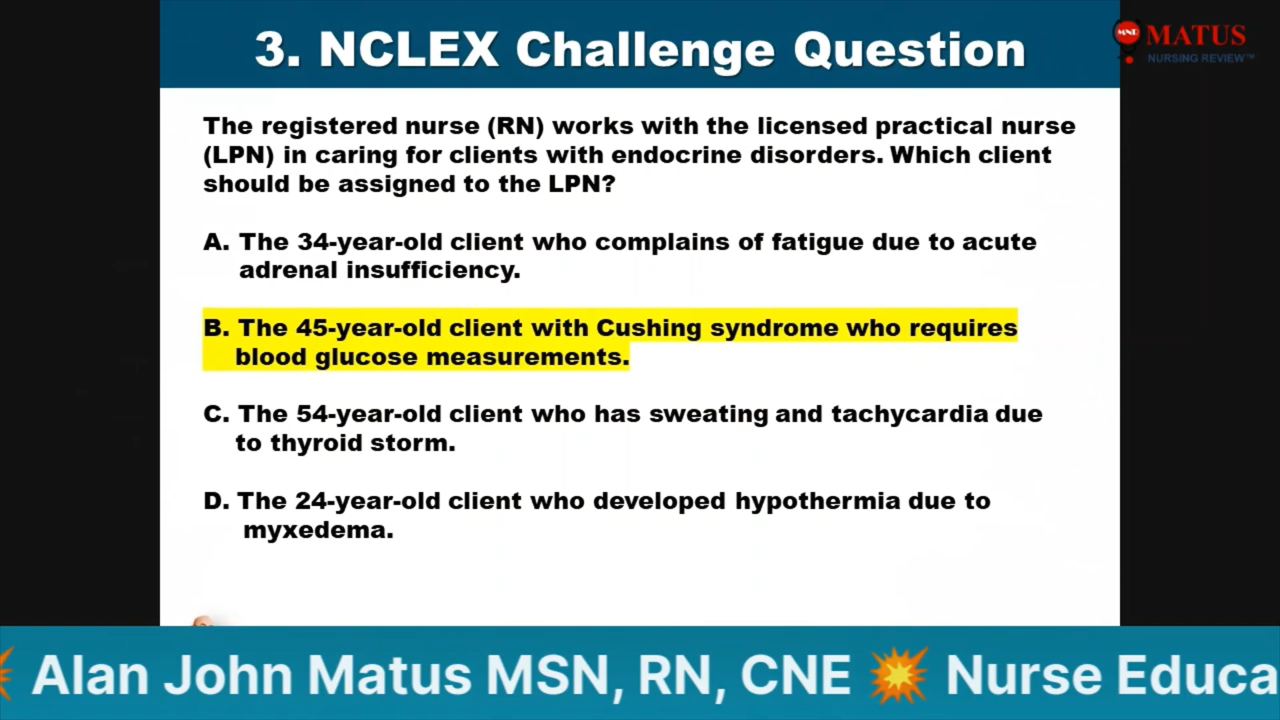 3. NCLEX Challenge Question
MNR
MATUS
NURSING REVIEW™
The registered nurse (RN) works with the licensed practical nurse
(LPN) in caring for clients with endocrine disorders. Which client
should be assigned to the LPN?
A. The 34-year-old client who complains of fatigue due to acute
adrenal insufficiency.
B. The 45-year-old client with Cushing syndrome who requires
blood glucose measurements.
C. The 54-year-old client who has sweating and tachycardia due
to thyroid storm.
D. The 24-year-old client who developed hypothermia due to
myxedema.
Alan John Matus MSN, RN, CNE 💥 Nurse Educa